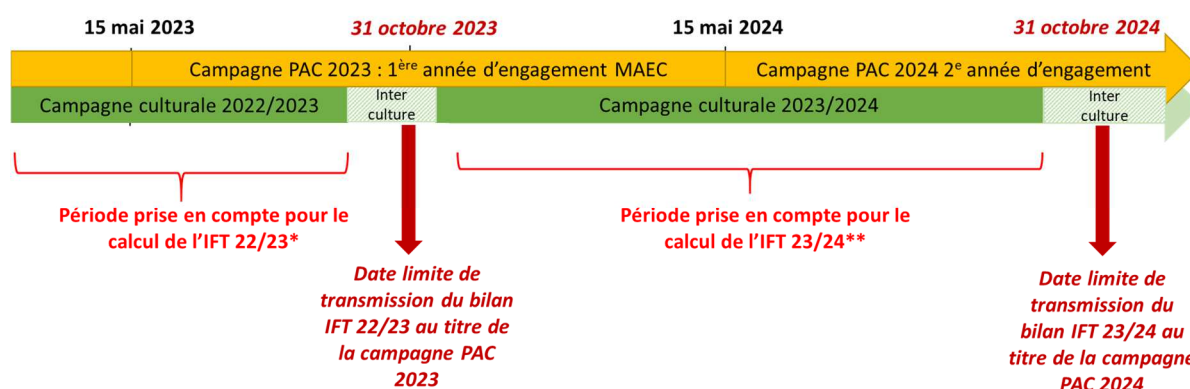 15 mai 2023
31 octobre 2023
15 mai 2024
31 octobre 2024
Campagne PAC 2023 : 1ère année d’engagement MAEC
Campagne PAC 2024 2e année d’engagement
Campagne culturale 2022/2023
Inter
culture
Campagne culturale 2023/2024
Inter
culture
Période prise en compte pour le
calcul de l’IFT 22/23*
Période prise en compte pour le
calcul de l’IFT 23/24**
Date limite de
transmission du bilan
IFT 22/23 au titre de
la campagne PAC
2023
Date limite de
transmission du
bilan IFT 23/24 au
titre de la campagne
PAC 2024